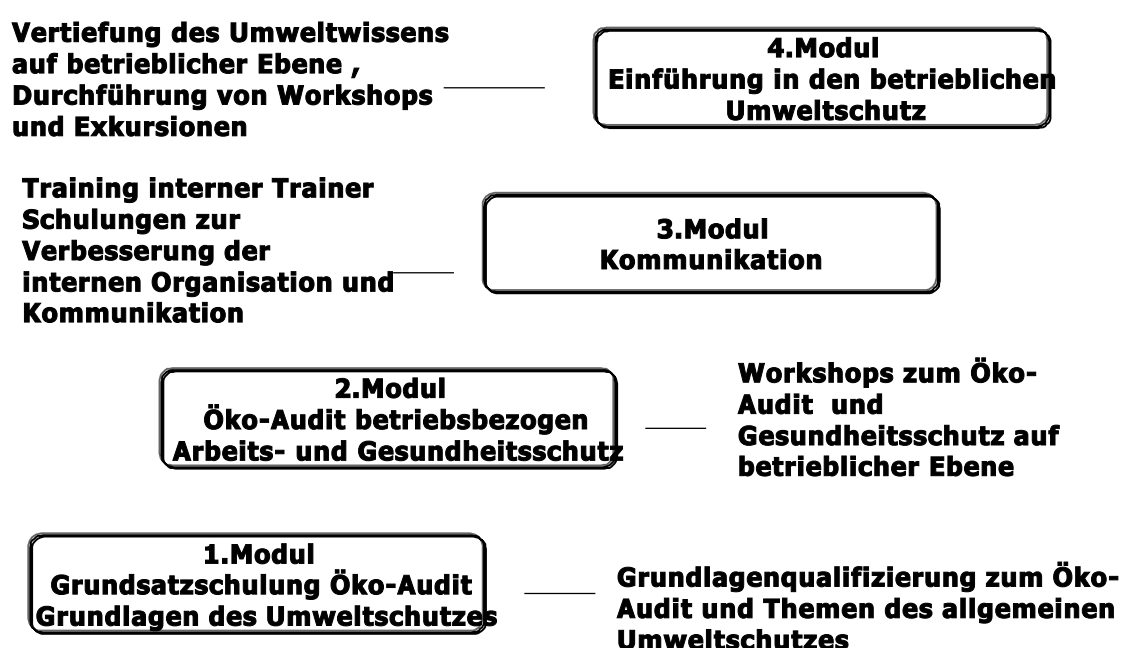 Vertiefung des Umweltwissens
auf betrieblicher Ebene ,
Durchführung von Workshops
und Exkursionen
4.Modul
Einführung in den betrieblichen
Umweltschutz
Training interner Trainer
Schulungen zur
Verbesserung der
internen Organisation und
Kommunikation
3.Modul
Kommunikation
2.Modul
Öko-Audit betriebsbezogen
Arbeits- und Gesundheitsschutz
Workshops zum Öko-
Audit  und
Gesundheitsschutz auf
betrieblicher Ebene
1.Modul
Grundsatzschulung Öko-Audit
Grundlagen des Umweltschutzes
Grundlagenqualifizierung zum Öko-
Audit und Themen des allgemeinen
Umweltschutzes